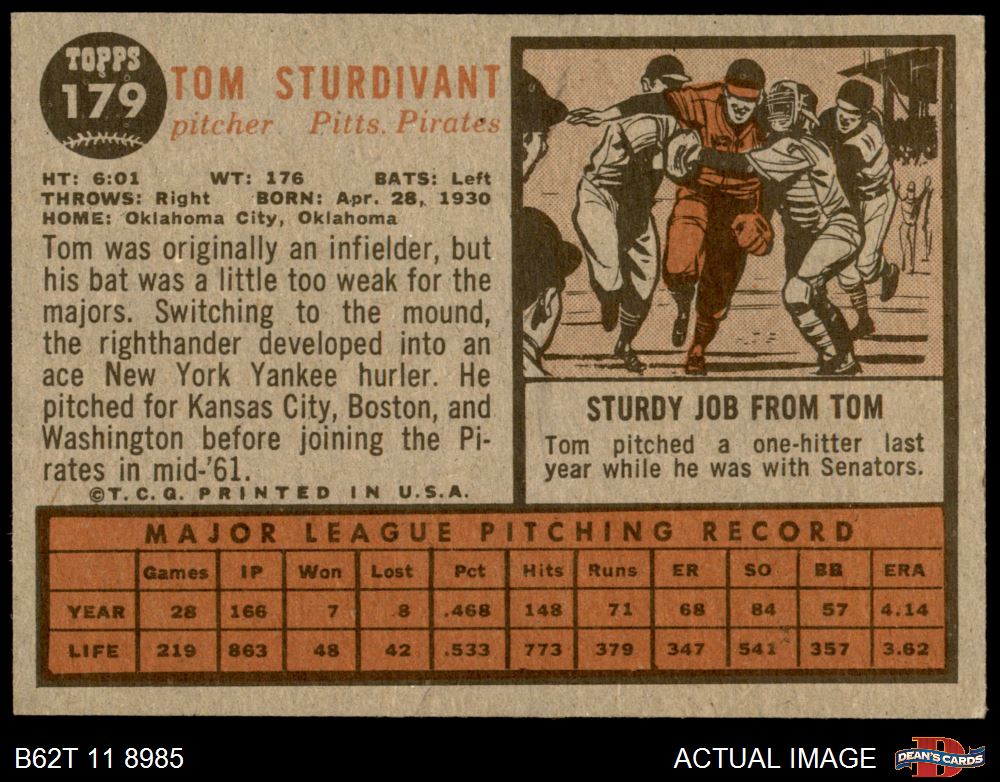 TOPPS
179
TOM STURDIVANT
pitcher Pitts. Pirates
HT: 6:01 WT: 176 BATS: Left
THROWS: Right BORN: Apr. 28, 1930
HOME: Oklahoma City, Oklahoma
Tom was originally an infielder, but
his bat was a little too weak for the
majors. Switching to the mound,
the righthander developed into an
ace New York Yankee hurler. He
pitched for Kansas City, Boston, and
Washington before joining the Pi-
rates in mid-'61.
©T.C.G. PRINTED IN U.S.A.
STURDY JOB FROM TOM
Tom pitched a one-hitter last
year while he was with Senators.
MAJOR LEAGUE PITCHING RECORD
Games IP Won Lost Pct Hits Runs ER SO BB ERA
YEAR 28 166 7 8 .468 148 71 68 84 57 4.14
LIFE 219 863 48 42 .533 773 379 347 541 357 3.62
B62T 11 8985
ACTUAL IMAGE
DEAN'S CARDS